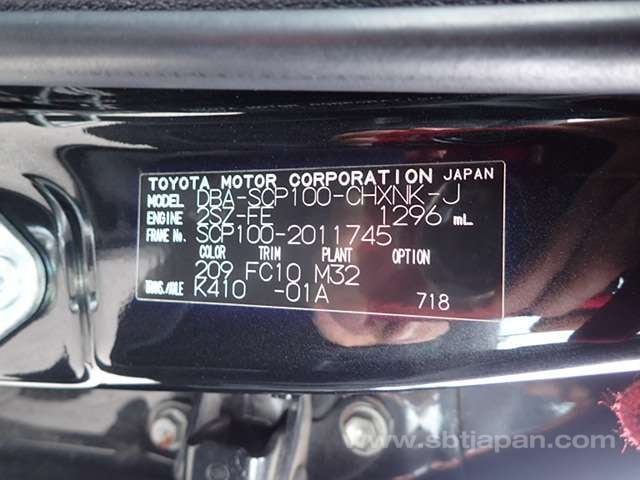 TOYOTA MOTOR CORPORATION JAPAN
MODEL DBA-SCP100-CHXNK-J
ENGINE 2SZ-FE 1296 mL
FRAME No. SCP100-2011745
COLOR TRIM PLANT OPTION
209 FC10 M32
TRANS./AXLE K410 -01A 718
www.sbtjapan.com